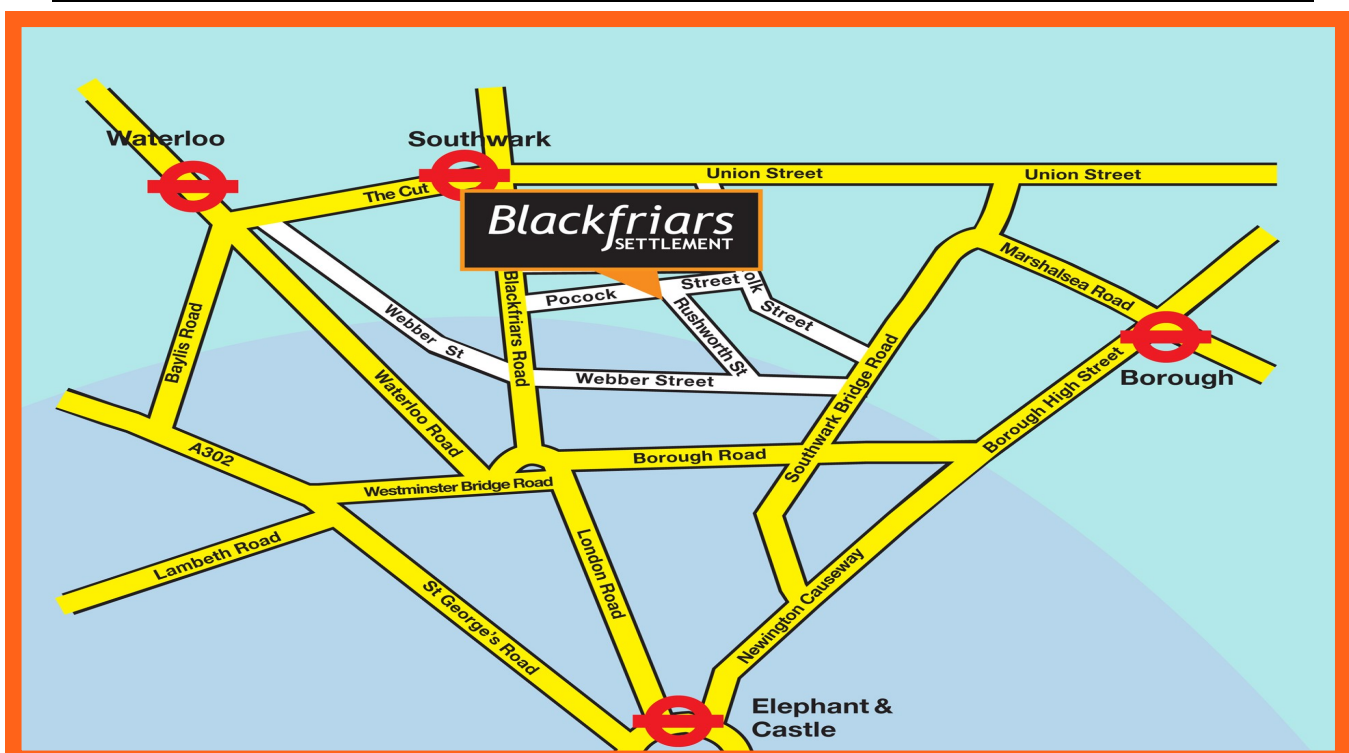 Waterloo
Southwark
The Cut
Union Street
Union Street
Blackfriars
SETTLEMENT
Marshalsea Road
Baylis Road
Webber St
Blackfriars Road
Pocock Street
olk Street
Rushworth St
Webber Street
Southwark Bridge Road
Borough
Borough High Street
Waterloo Road
A302
Westminster Bridge Road
Borough Road
Lambeth Road
London Road
St George's Road
Newington Causeway
Elephant &
Castle